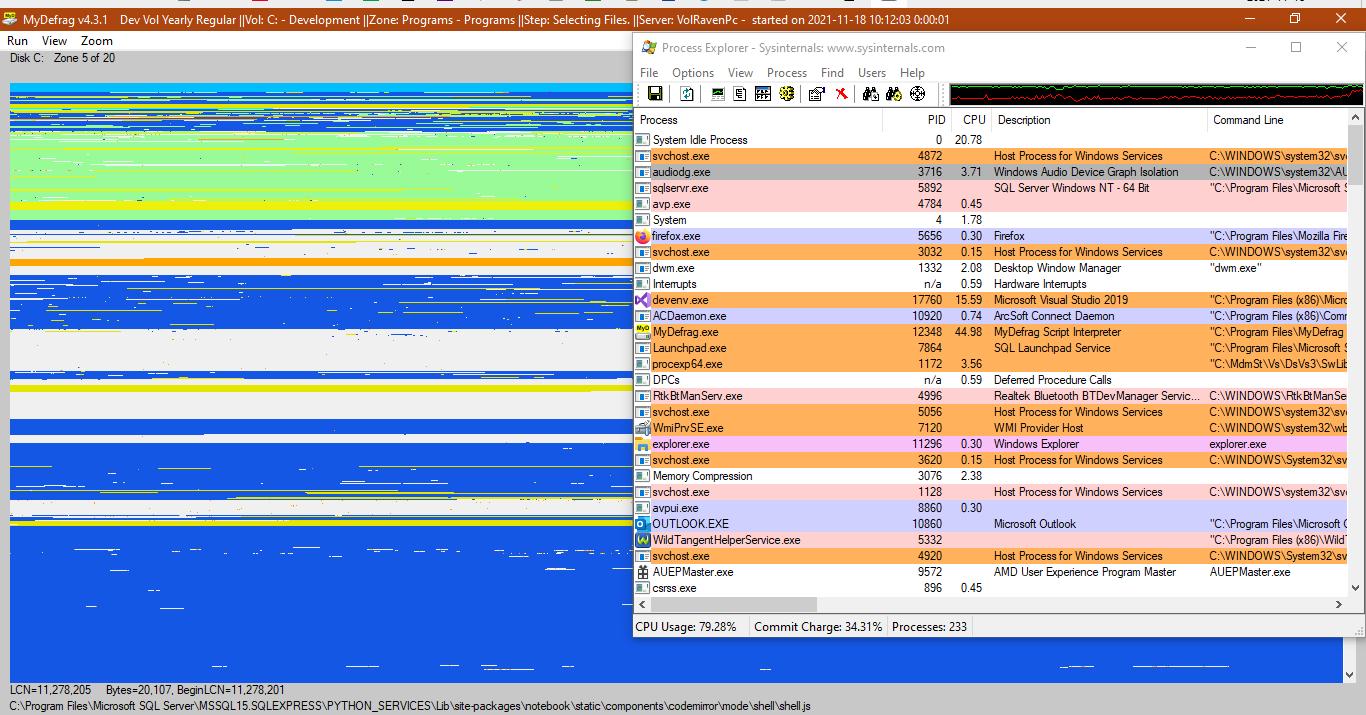 MyDefrag v4.3.1 Dev Vol Yearly Regular ||Vol: C: - Development ||Zone: Programs - Programs ||Step: Selecting Files. ||Server: VolRavenPc - started on 2021-11-18 10:12:03 0:00:01
Run View Zoom
Disk C: Zone 5 of 20
Process Explorer - Sysinternals: www.sysinternals.com
File Options View Process Find Users Help
Process PID CPU Description Command Line
System Idle Process 0 20.78
svchost.exe 4872 Host Process for Windows Services C:\WINDOWS\system32\svc
audiodg.exe 3716 3.71 Windows Audio Device Graph Isolation C:\WINDOWS\system32\AU
sqlservr.exe 5892 SQL Server Windows NT - 64 Bit "C:\Program Files\Microsoft S
avp.exe 4784 0.45
System 4 1.78
firefox.exe 5656 0.30 Firefox "C:\Program Files\Mozilla Fire
svchost.exe 3032 0.15 Host Process for Windows Services C:\WINDOWS\system32\svc
dwm.exe 1332 2.08 Desktop Window Manager "dwm.exe"
Interrupts n/a 0.59 Hardware Interrupts
devenv.exe 17760 15.59 Microsoft Visual Studio 2019 "C:\Program Files (x86)\Micro
ACDaemon.exe 10920 0.74 ArcSoft Connect Daemon "C:\Program Files (x86)\Comm
MyDefrag.exe 12348 44.98 MyDefrag Script Interpreter "C:\Program Files\MyDefrag
Launchpad.exe 7864 SQL Launchpad Service "C:\Program Files\Microsoft S
procexp64.exe 1172 3.56 "C:\MdmSt\Vs\DsVs3\SwLib
DPCs n/a 0.59 Deferred Procedure Calls
RtkBtManServ.exe 4996 Realtek Bluetooth BTDevManager Servic... C:\WINDOWS\RtkBtManSer
svchost.exe 5056 Host Process for Windows Services C:\WINDOWS\system32\svc
WmiPrvSE.exe 7120 WMI Provider Host C:\WINDOWS\system32\wb
explorer.exe 11296 0.30 Windows Explorer explorer.exe
svchost.exe 3620 0.15 Host Process for Windows Services C:\WINDOWS\System32\sv
Memory Compression 3076 2.38
svchost.exe 1128 Host Process for Windows Services C:\WINDOWS\system32\svc
avpui.exe 8860 0.30
OUTLOOK.EXE 10860 Microsoft Outlook "C:\Program Files\Microsoft O
WildTangentHelperService.exe 5332 "C:\Program Files (x86)\WildT
svchost.exe 4920 Host Process for Windows Services C:\WINDOWS\System32\sv
AUEPMaster.exe 9572 AMD User Experience Program Master AUEPMaster.exe
csrss.exe 896 0.45
CPU Usage: 79.28% Commit Charge: 34.31% Processes: 233
LCN=11,278,205 Bytes=20,107, BeginLCN=11,278,201
C:\Program Files\Microsoft SQL Server\MSSQL15.SQLEXPRESS\PYTHON_SERVICES\Lib\site-packages\notebook\static\components\codemirror\mode\shell\shell.js